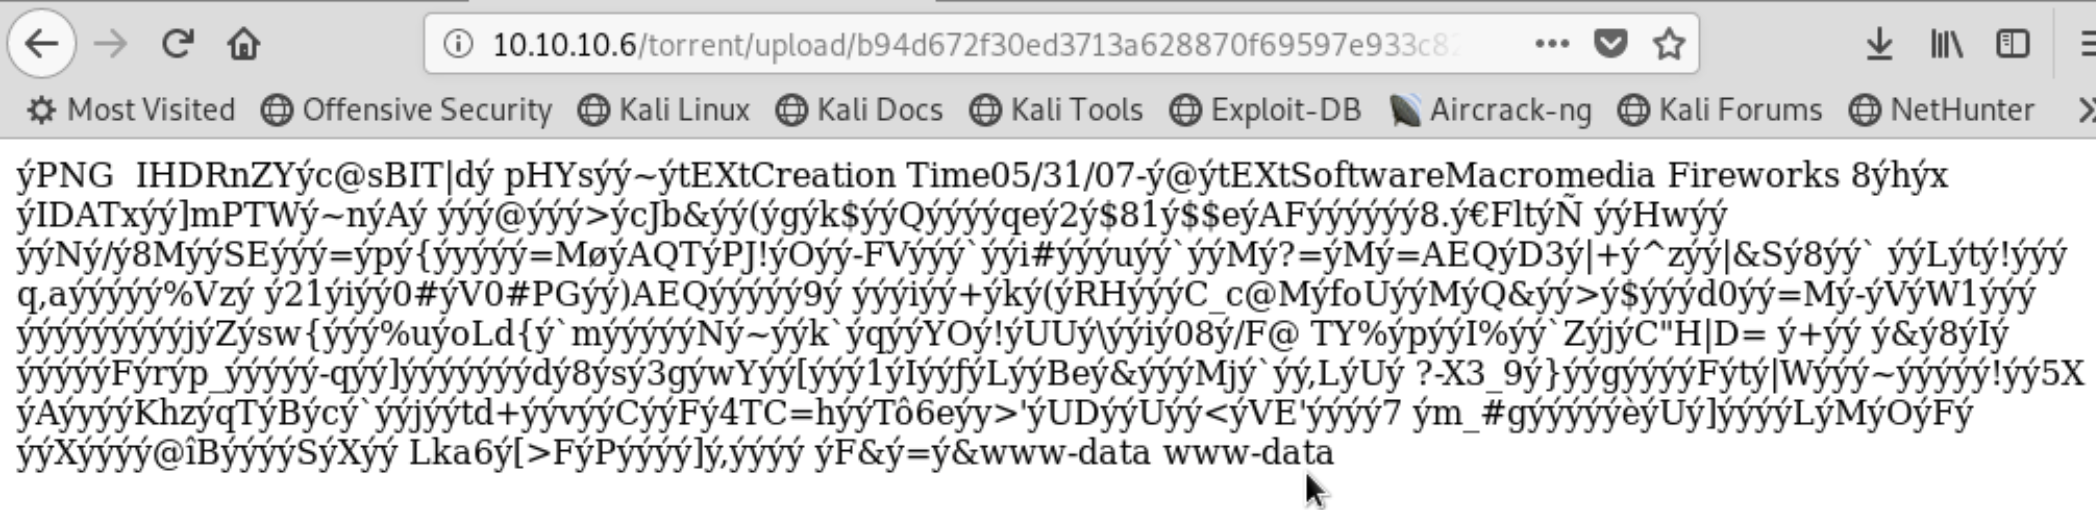 10.10.10.6/torrent/upload/b94d672f30ed3713a628870f69597e933c82
Most Visited Offensive Security Kali Linux Kali Docs Kali Tools Exploit-DB Aircrack-ng Kali Forums NetHunter
ýPNG IHDRnZYýc@sBIT|dý pHYsýý~ýtEXtCreation Time05/31/07-ý@ýtEXtSoftwareMacromedia Fireworks 8ýhýx
ýIDATxýý]mPTWý~nýAý ýýý@ýýý>ýcJb&ýý(ýgýk$ýýQýýýýqeý2ý$81ý$$eýAFýýýýýý8.ý€FltýÑ ýýHwýý
ýýNý/ý8MýýSEýýý=ýpý{ýýýýý=MøýAQTýPJ!ýOýý-FVýýý`ýýi#ýýýuýý`ýýMý?=ýMý=AEQýD3ý|+ý^zýý|&Sý8ýý` ýýLýtý!ýýý
q,aýýýýý%Vzý ý21ýiýý0#ýV0#PGýý)AEQýýýýý9ý ýýýiýý+ýký(ýRHýýýC_c@MýfoUýýMýQ&ýý>ý$ýýýd0ýý=Mý-ýVýW1ýýý
ýýýýýýýýýjýZýsw{ýýý%uýoLd{ý`mýýýýýNý~ýýk`ýqýýYOý!ýUUý\ýýiý08ý/F@ TY%ýpýýI%ýý`ZýjýC"H|D= ý+ýý ý&ý8ýIý
ýýýýýFýrýp_ýýýýý-qýý]ýýýýýýýdý8ýsý3gýwYýý[ýýý1ýIýýƒýLýýBeý&ýýýMjý`ýý,LýUý ?-X3_9ý}ýýgýýýýFýtý|Wýýý~ýýýýý!ýý5X
ýAýýýýKhzýqTýBýcý`ýýjýýtd+ýývýýCýýFý4TC=hýýTô6eýy>'ýUDýýUýý<ýVE'ýýýý7 ým_#gýýýýýèýUý]ýýýýLýMýOýFý
ýýXýýýý@îBýýýýSýXýý Lka6ý[>FýPýýýý]ý,ýýýý ýF&ý=ý&www-data www-data